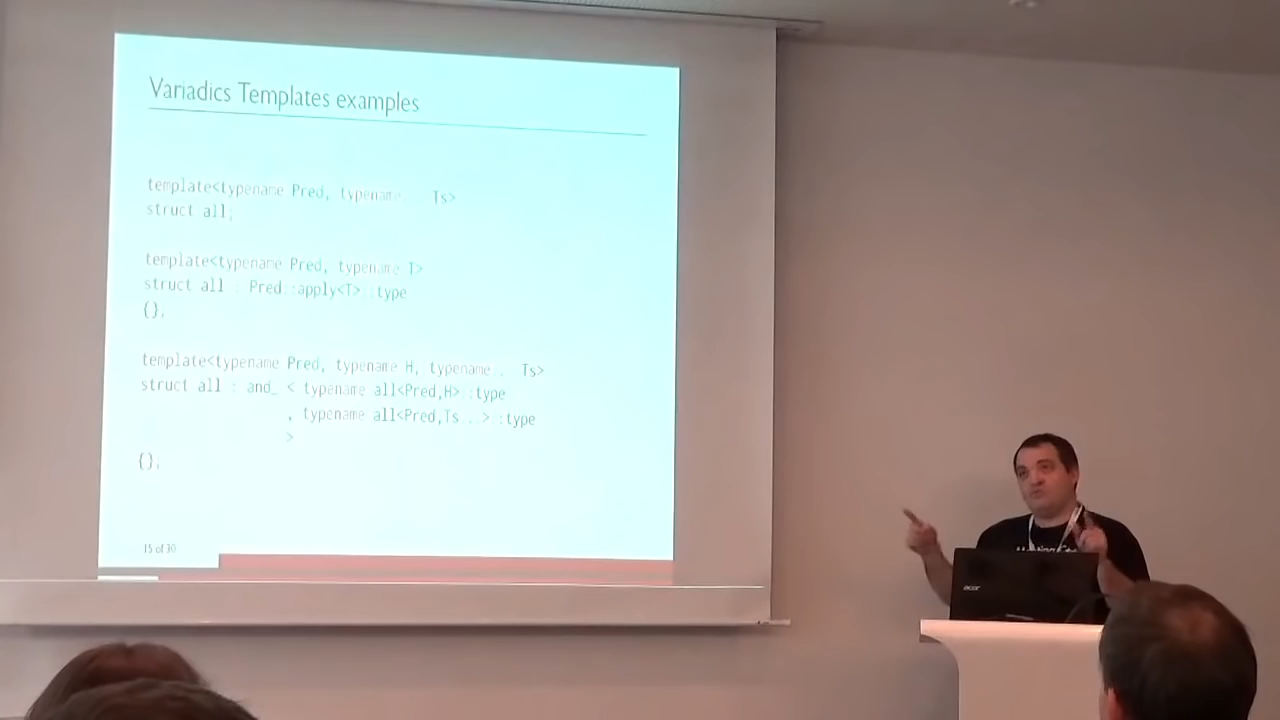 Variadics Templates examples
template<typename Pred, typename... Ts>
struct all;
template<typename Pred, typename T>
struct all : Pred::apply<T>::type
{};
template<typename Pred, typename H, typename... Ts>
struct all : and_ < typename all<Pred,H>::type
, typename all<Pred,Ts...>::type
>
{};
15 of 30
acer